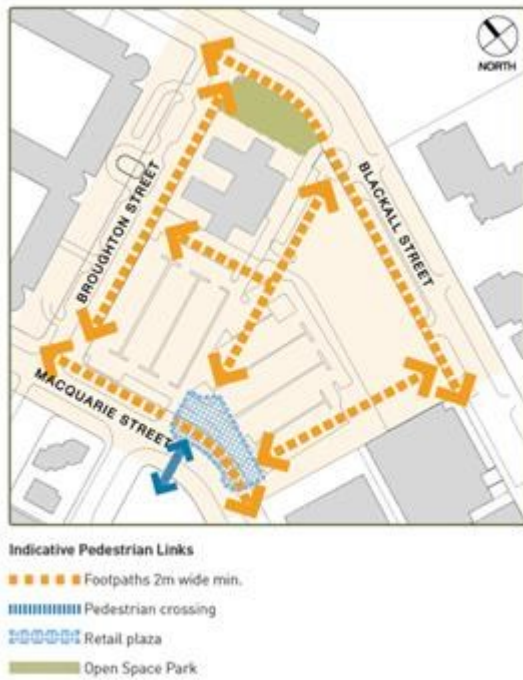 NORTH
BROUGHTON STREET
BLACKALL STREET
MACQUARIE STREET
Indicative Pedestrian Links
Footpaths 2m wide min.
Pedestrian crossing
Retail plaza
Open Space Park